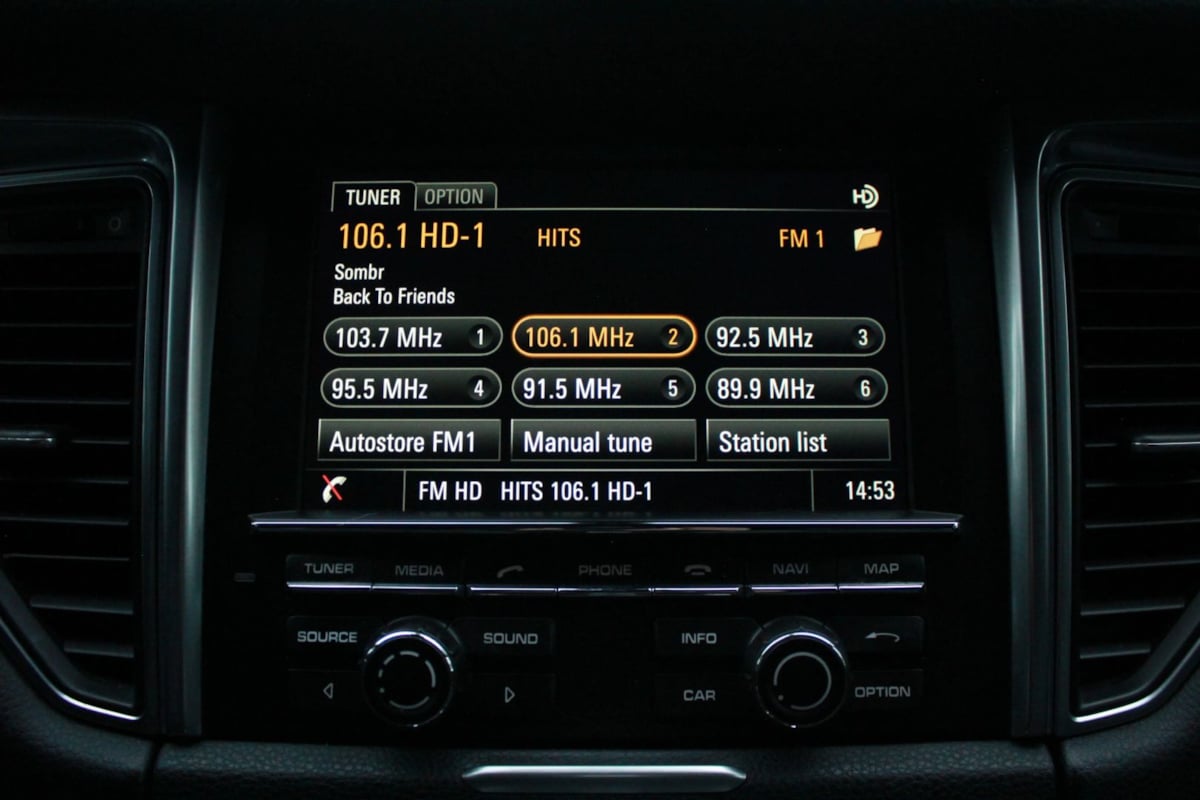 TUNER OPTION HD
106.1 HD-1 HITS FM 1
Sombr
Back To Friends
103.7 MHz 1 106.1 MHz 2 92.5 MHz 3
95.5 MHz 4 91.5 MHz 5 89.9 MHz 6
Autostore FM1 Manual tune Station list
FM HD HITS 106.1 HD-1 14:53
TUNER MEDIA PHONE NAVI MAP
SOURCE SOUND INFO
CAR OPTION